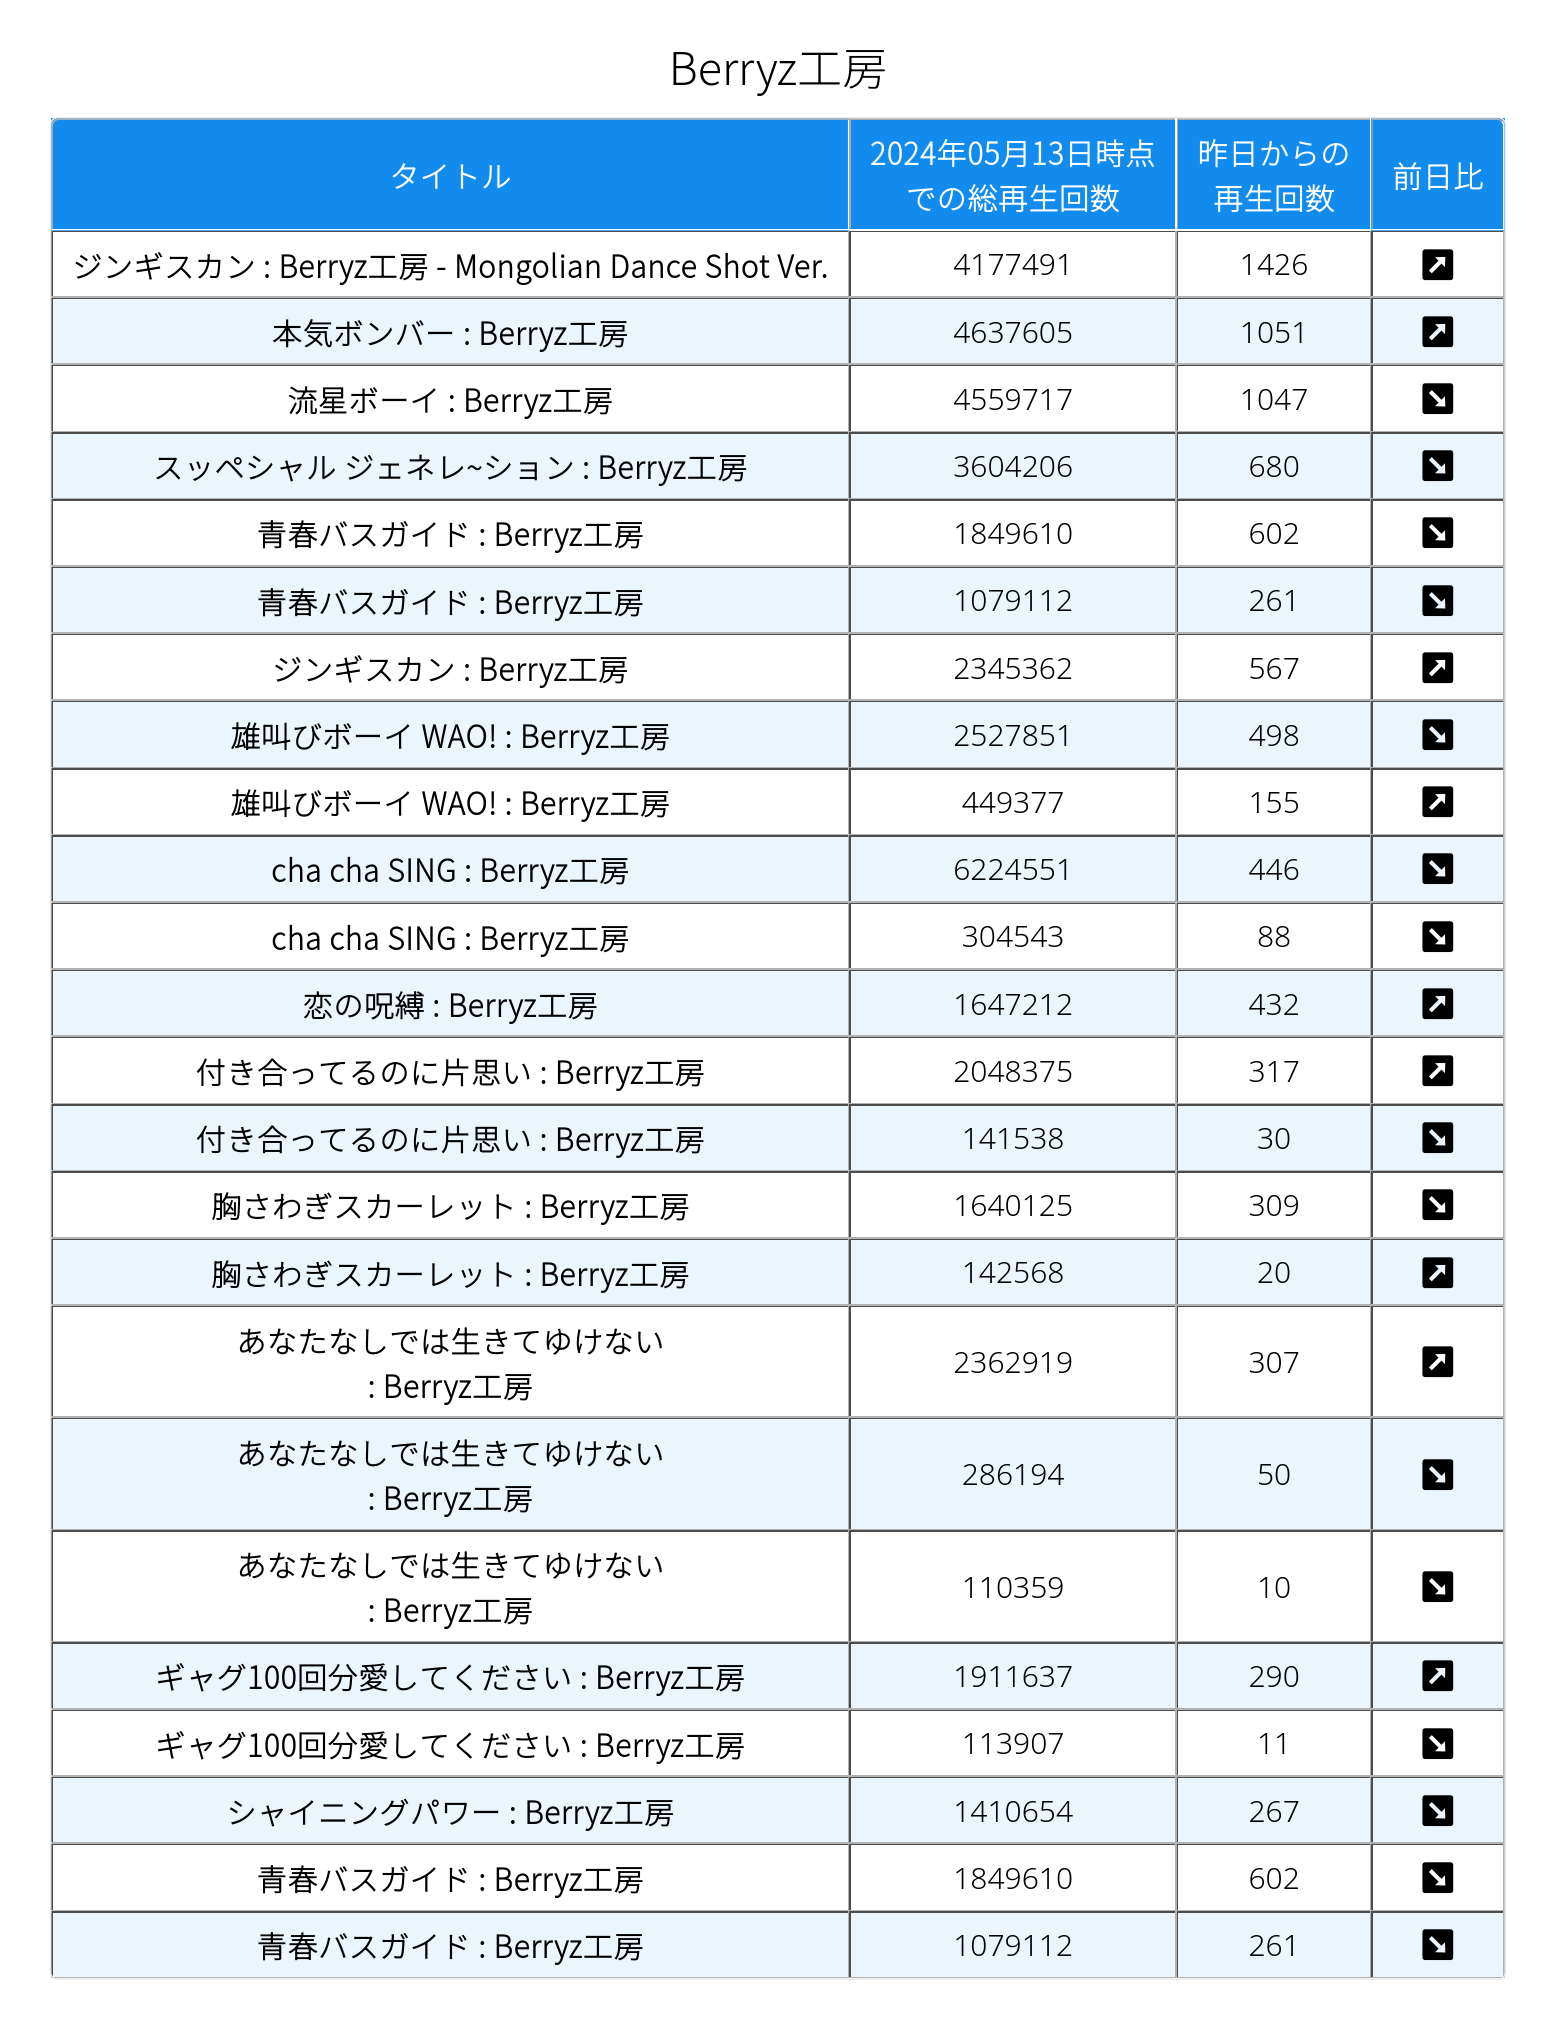 Berryz工房
タイトル
2024年05月13日時点
での総再生回数
昨日からの
再生回数
前日比
ジンギスカン : Berryz工房 - Mongolian Dance Shot Ver. 4177491 1426
本気ボンバー : Berryz工房 4637605 1051
流星ボーイ : Berryz工房 4559717 1047
スッペシャル ジェネレ~ション : Berryz工房 3604206 680
青春バスガイド : Berryz工房 1849610 602
青春バスガイド : Berryz工房 1079112 261
ジンギスカン : Berryz工房 2345362 567
雄叫びボーイ WAO! : Berryz工房 2527851 498
雄叫びボーイ WAO! : Berryz工房 449377 155
cha cha SING : Berryz工房 6224551 446
cha cha SING : Berryz工房 304543 88
恋の呪縛 : Berryz工房 1647212 432
付き合ってるのに片思い : Berryz工房 2048375 317
付き合ってるのに片思い : Berryz工房 141538 30
胸さわぎスカーレット : Berryz工房 1640125 309
胸さわぎスカーレット : Berryz工房 142568 20
あなたなしでは生きてゆけない
: Berryz工房 2362919 307
あなたなしでは生きてゆけない
: Berryz工房 286194 50
あなたなしでは生きてゆけない
: Berryz工房 110359 10
ギャグ100回分愛してください : Berryz工房 1911637 290
ギャグ100回分愛してください : Berryz工房 113907 11
シャイニングパワー : Berryz工房 1410654 267
青春バスガイド : Berryz工房 1849610 602
青春バスガイド : Berryz工房 1079112 261